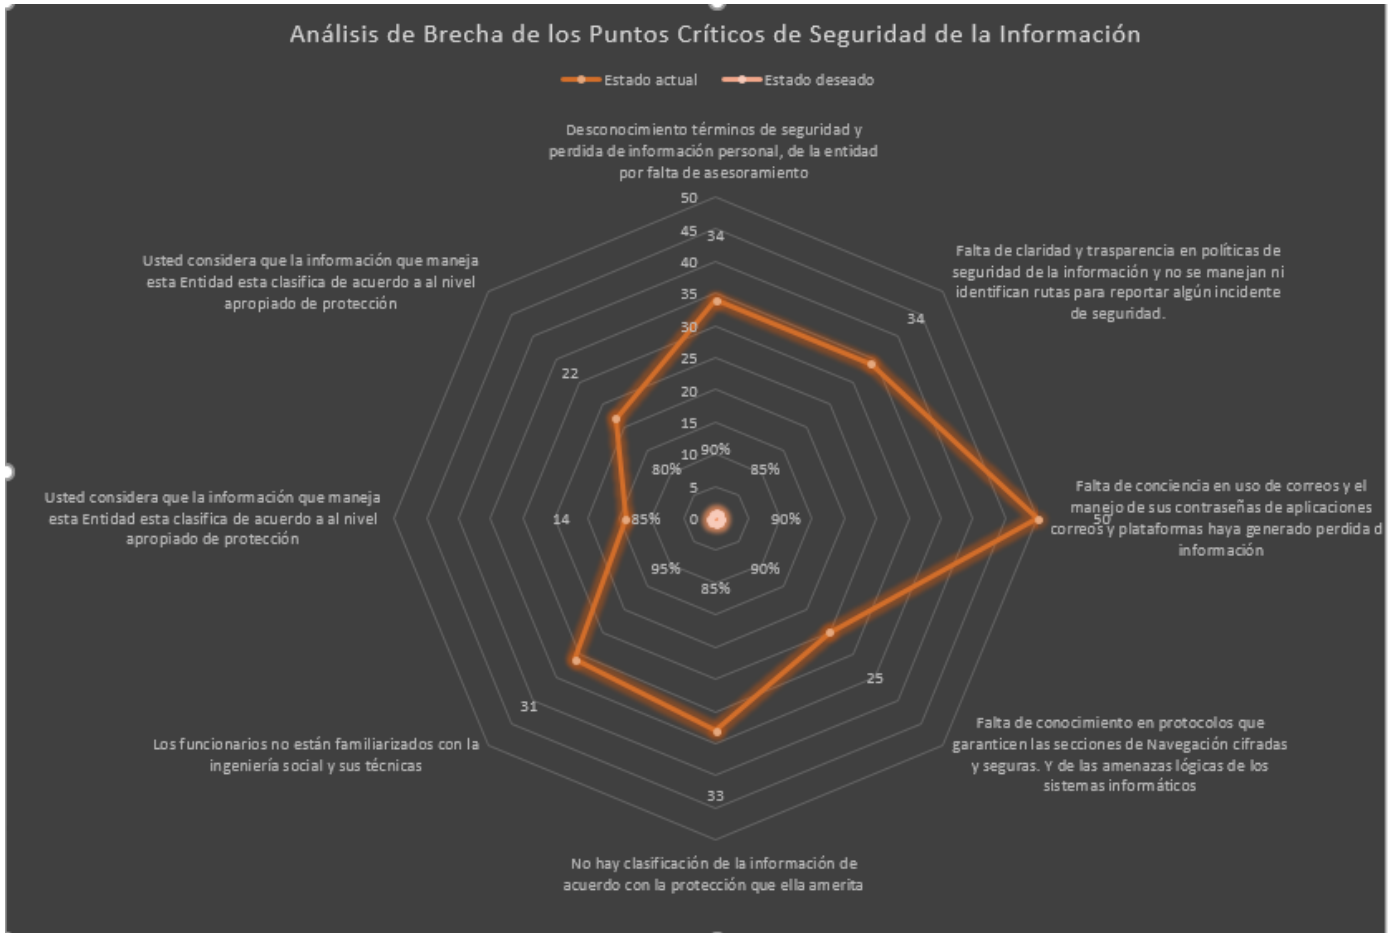 Análisis de Brecha de los Puntos Críticos de Seguridad de la Información
Estado actual
Estado deseado
Desconocimiento términos de seguridad y
perdida de información personal, de la entidad
por falta de asesoramiento
50
45
34
40
35
30
25
20
15
10
5
0
Falta de claridad y trasparencia en políticas de
seguridad de la información y no se manejan ni
identifican rutas para reportar algún incidente
de seguridad.
34
Falta de conciencia en uso de correos y el
manejo de sus contraseñas de aplicaciones
correos y plataformas haya generado perdida d
información
50
Falta de conocimiento en protocolos que
garanticen las secciones de Navegación cifradas
y seguras. Y de las amenazas lógicas de los
sistemas informáticos
25
No hay clasificación de la información de
acuerdo con la protección que ella amerita
33
Los funcionarios no están familiarizados con la
ingeniería social y sus técnicas
31
Usted considera que la información que maneja
esta Entidad esta clasifica de acuerdo a al nivel
apropiado de protección
14
Usted considera que la información que maneja
esta Entidad esta clasifica de acuerdo a al nivel
apropiado de protección
22
90%
85%
90%
90%
85%
95%
85%
80%